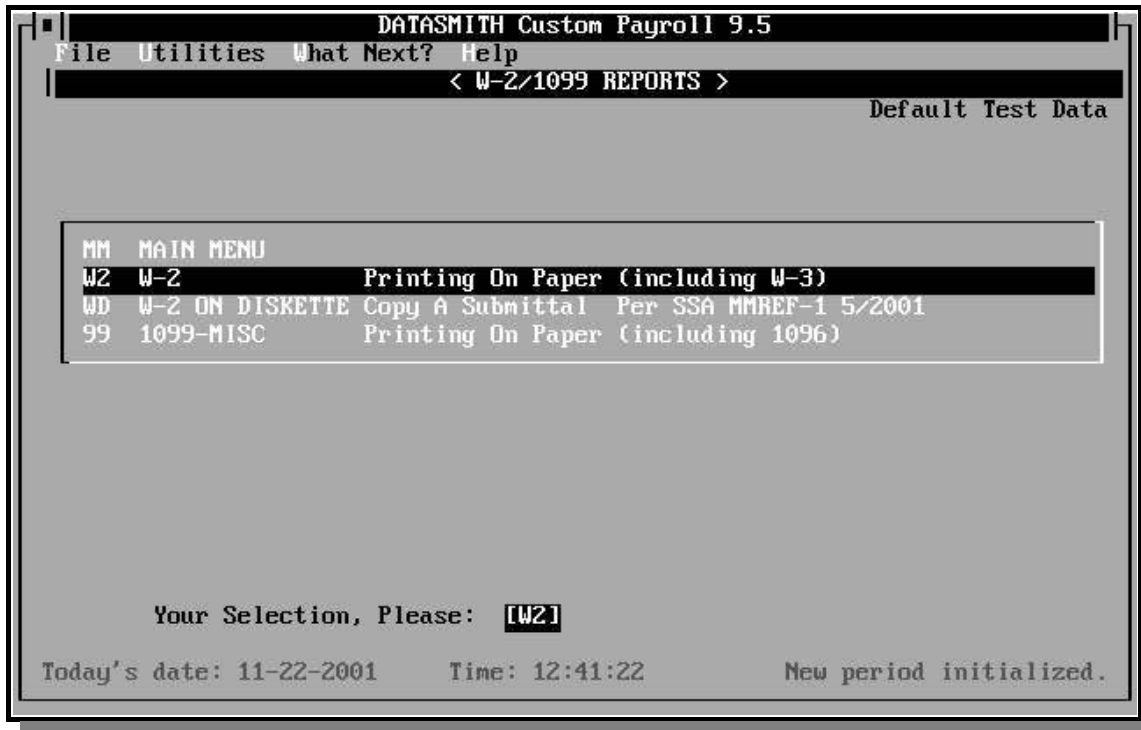 DATASMITH Custom Payroll 9.5
File Utilities What Next? Help
< W-2/1099 REPORTS >
Default Test Data
MM MAIN MENU
W2 W-2 Printing On Paper (including W-3)
WD W-2 ON DISKETTE Copy A Submittal Per SSA MMREF-1 5/2001
99 1099-MISC Printing On Paper (including 1096)
Your Selection, Please: [W2]
Today's date: 11-22-2001 Time: 12:41:22 New period initialized.